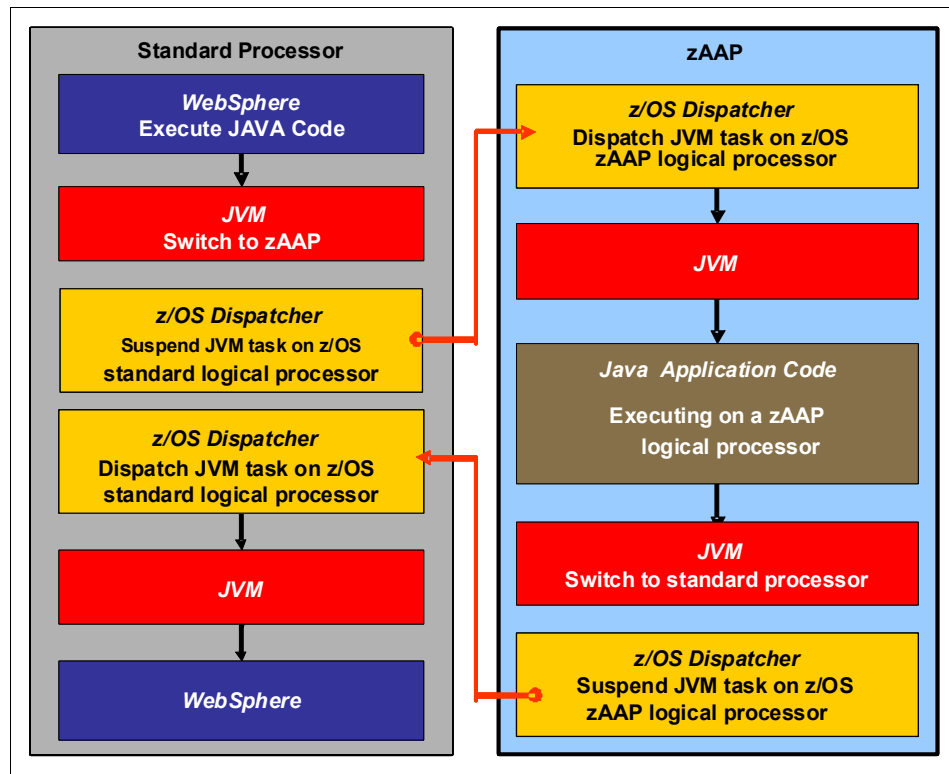 Standard Processor
WebSphere
Execute JAVA Code
JVM
Switch to zAAP
z/OS Dispatcher
Suspend JVM task on z/OS
standard logical processor
z/OS Dispatcher
Dispatch JVM task on z/OS
standard logical processor
JVM
WebSphere
zAAP
z/OS Dispatcher
Dispatch JVM task on z/OS
zAAP logical processor
JVM
Java Application Code
Executing on a zAAP
logical processor
JVM
Switch to standard processor
z/OS Dispatcher
Suspend JVM task on z/OS
zAAP logical processor